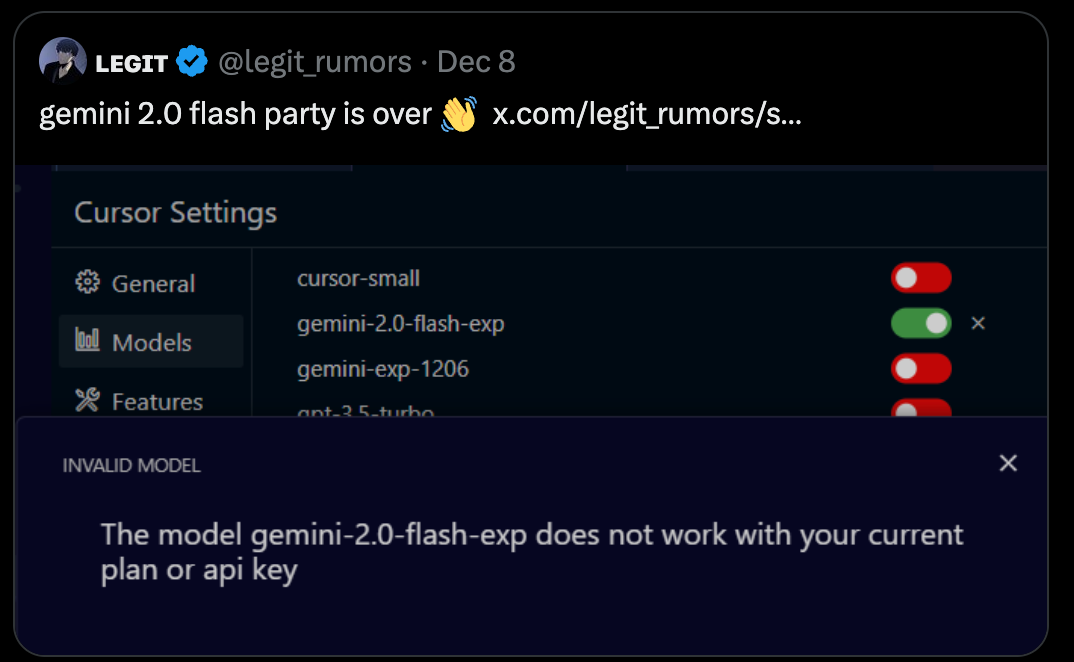 LEGIT @legit_rumors · Dec 8
gemini 2.0 flash party is over 👋 x.com/legit_rumors/s...
Cursor Settings
General
Models
Features
cursor-small
gemini-2.0-flash-exp
gemini-exp-1206
gpt-3.5-turbo
INVALID MODEL
The model gemini-2.0-flash-exp does not work with your current
plan or api key